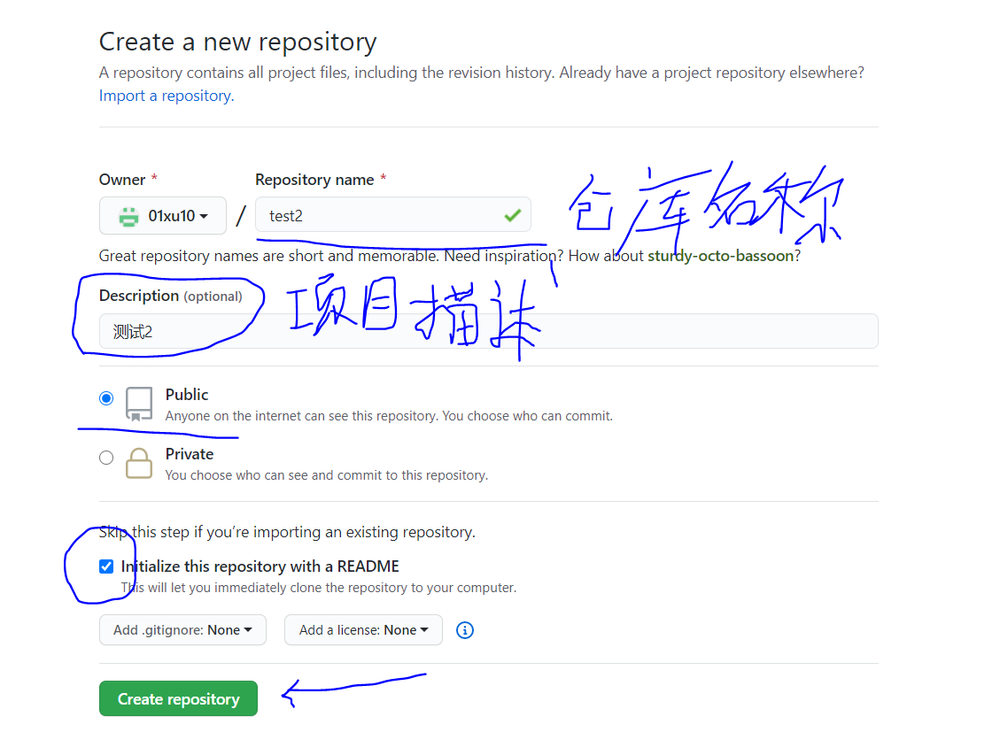 Create a new repository
A repository contains all project files, including the revision history. Already have a project repository elsewhere?
Import a repository.
Owner * Repository name *
01xu10 / test2 仓库名称
Great repository names are short and memorable. Need inspiration? How about sturdy-octo-bassoon?
Description (optional) 项目描述
测试2
Public
Anyone on the internet can see this repository. You choose who can commit.
Private
You choose who can see and commit to this repository.
Skip this step if you’re importing an existing repository.
Initialize this repository with a README
This will let you immediately clone the repository to your computer.
Add .gitignore: None Add a license: None
Create repository